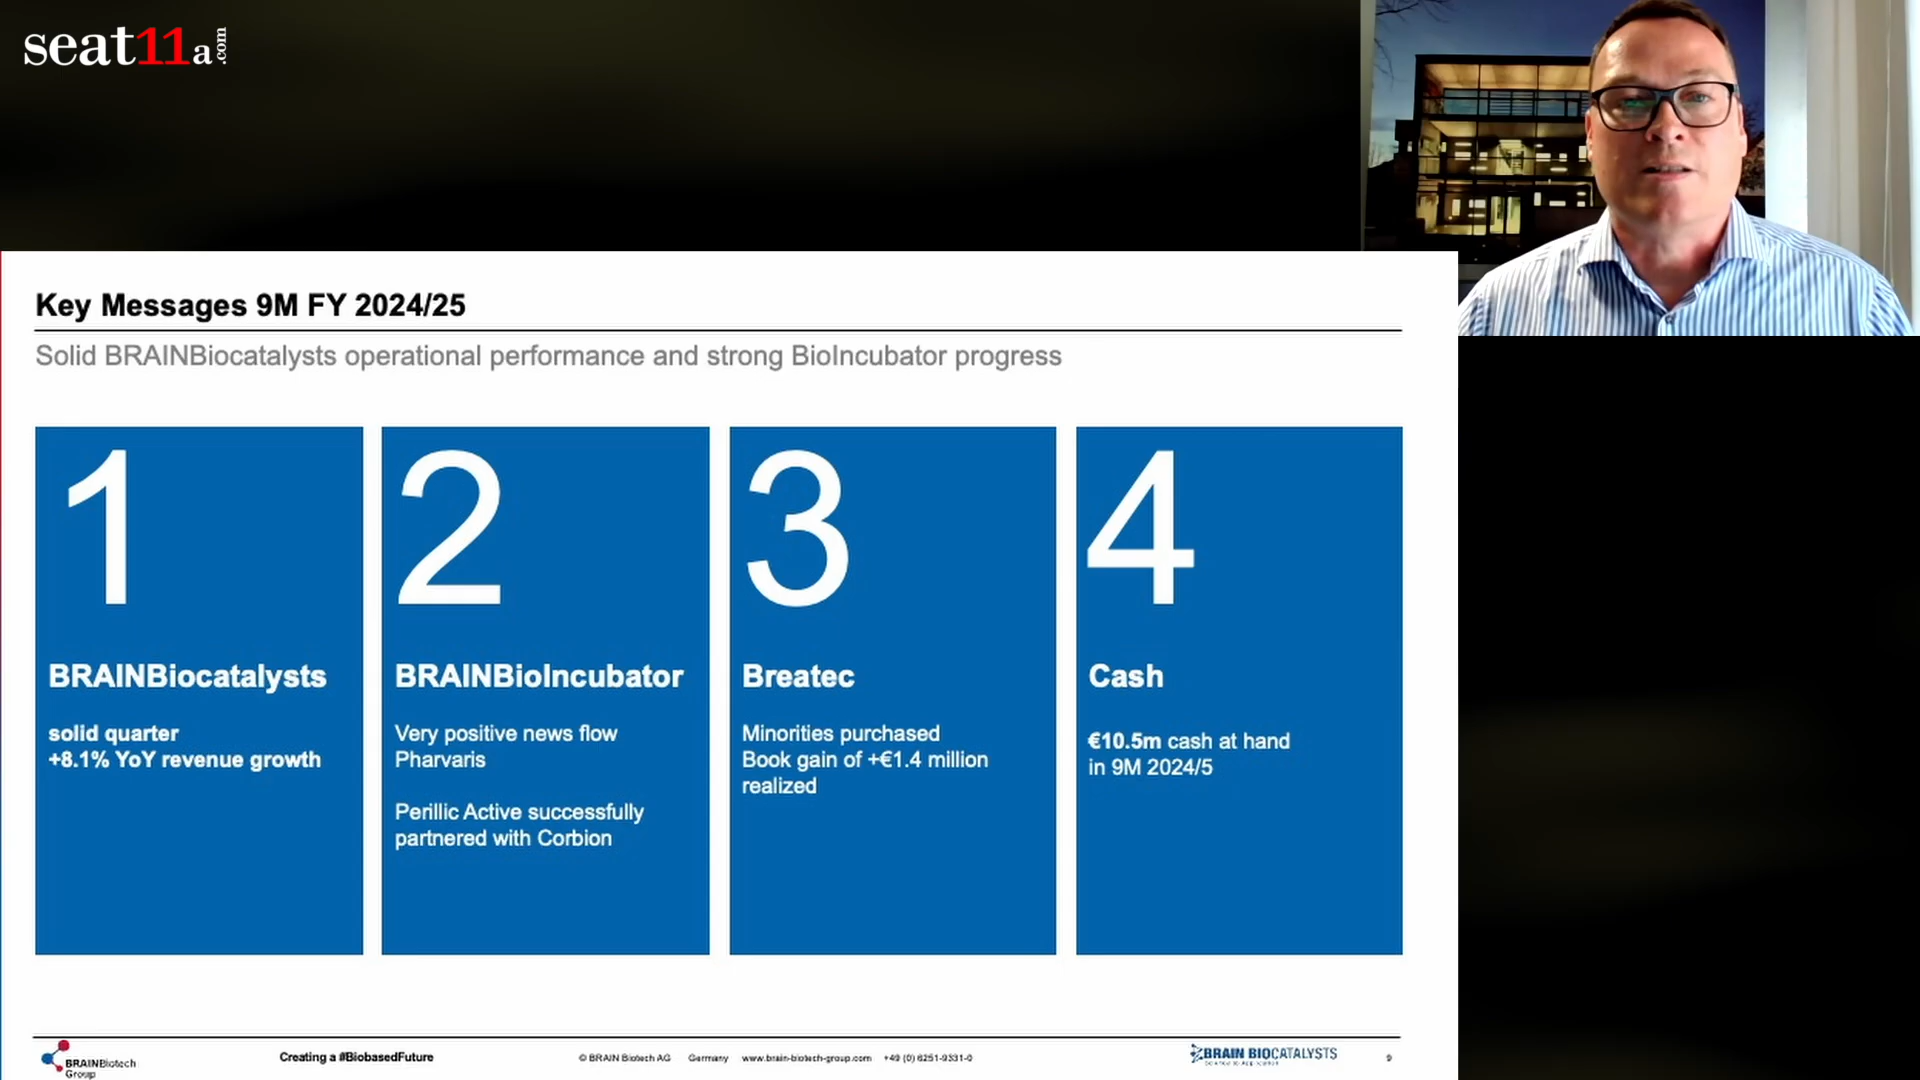 seat11a.com
Key Messages 9M FY 2024/25
Solid BRAINBiocatalysts operational performance and strong BioIncubator progress
1
BRAINBiocatalysts
solid quarter
+8.1% YoY revenue growth
2
BRAINBioIncubator
Very positive news flow
Pharvaris
Perillic Active successfully
partnered with Corbion
3
Breatec
Minorities purchased
Book gain of +€1.4 million
realized
4
Cash
€10.5m cash at hand
in 9M 2024/5
BRAINBiotech
Group
Creating a #BiobasedFuture
© BRAIN Biotech AG Germany www.brain-biotech-group.com +49 (0) 6251-9331-0
BRAIN BIOCATALYSTS
9